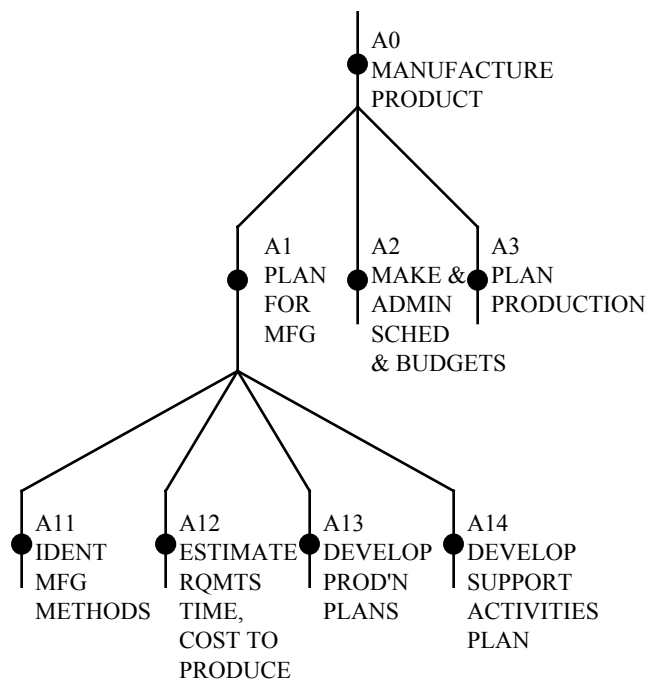 A0
MANUFACTURE
PRODUCT
A1
PLAN
FOR
MFG
A2
MAKE &
ADMIN
SCHED
& BUDGETS
A3
PLAN
PRODUCTION
A11
IDENT
MFG
METHODS
A12
ESTIMATE
RQMTS
TIME,
COST TO
PRODUCE
A13
DEVELOP
PROD'N
PLANS
A14
DEVELOP
SUPPORT
ACTIVITIES
PLAN